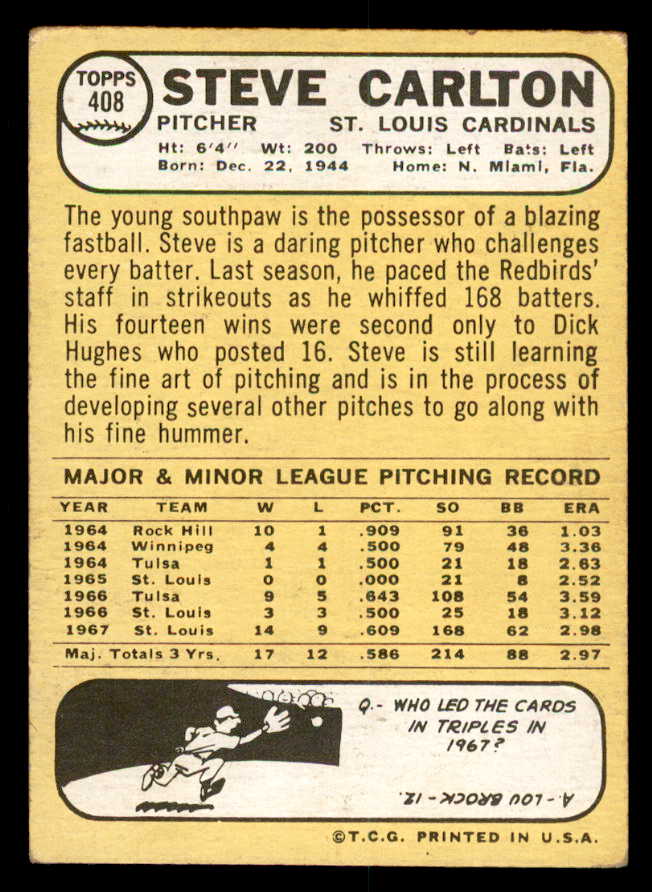 TOPPS
408
STEVE CARLTON
PITCHER ST. LOUIS CARDINALS
Ht: 6'4" Wt: 200 Throws: Left Bats: Left
Born: Dec. 22, 1944 Home: N. Miami, Fla.
The young southpaw is the possessor of a blazing
fastball. Steve is a daring pitcher who challenges
every batter. Last season, he paced the Redbirds'
staff in strikeouts as he whiffed 168 batters.
His fourteen wins were second only to Dick
Hughes who posted 16. Steve is still learning
the fine art of pitching and is in the process of
developing several other pitches to go along with
his fine hummer.
MAJOR & MINOR LEAGUE PITCHING RECORD
YEAR TEAM W L PCT. SO BB ERA
1964 Rock Hill 10 1 .909 91 36 1.03
1964 Winnipeg 4 4 .500 79 48 3.36
1964 Tulsa 1 1 .500 21 18 2.63
1965 St. Louis 0 0 .000 21 8 2.52
1966 Tulsa 9 5 .643 108 54 3.59
1966 St. Louis 3 3 .500 25 18 3.12
1967 St. Louis 14 9 .609 168 62 2.98
Maj. Totals 3 Yrs. 17 12 .586 214 88 2.97
Q.- WHO LED THE CARDS
IN TRIPLES IN
1967?
A.- LOU BROCK - 12.
©T.C.G. PRINTED IN U.S.A.